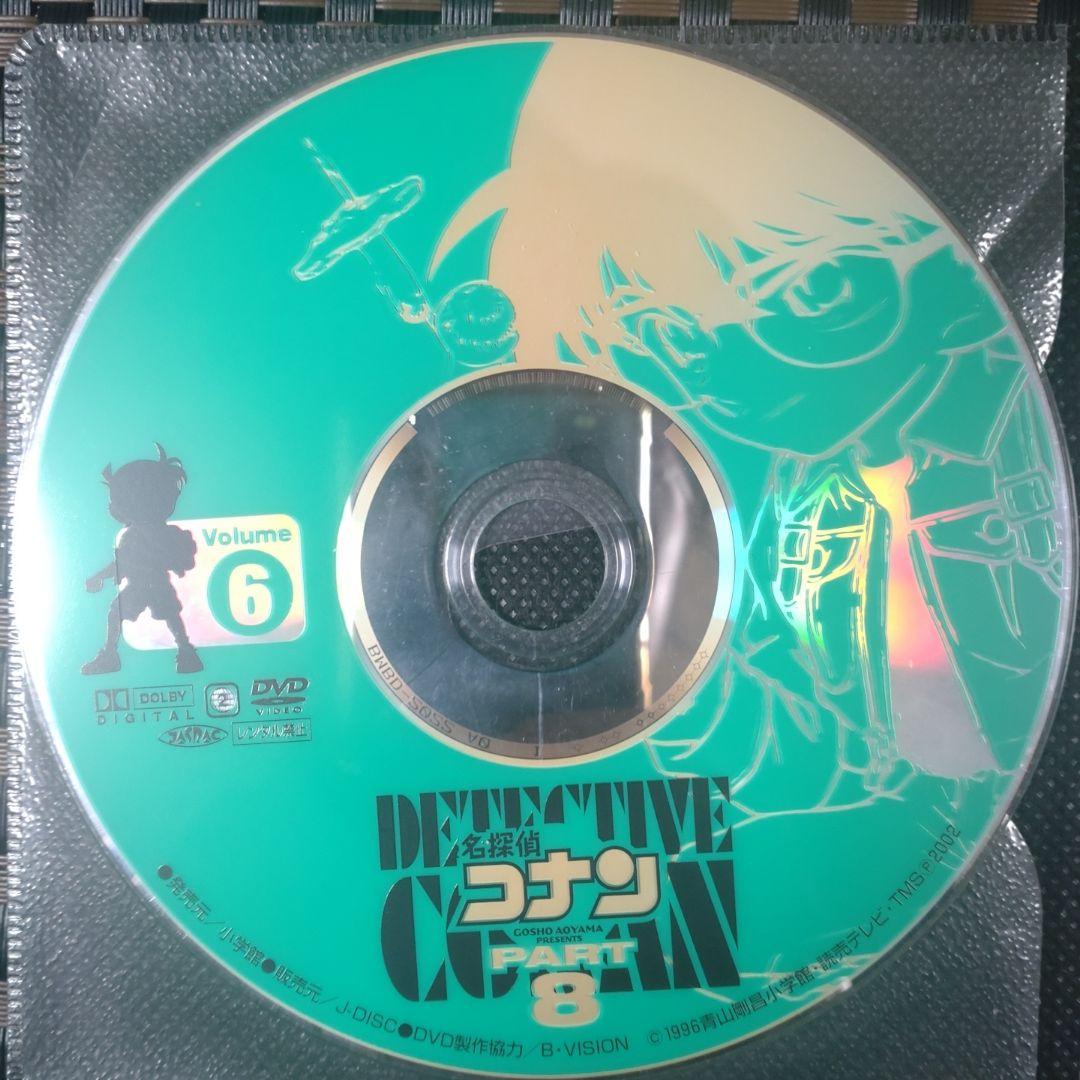 Volume
6
DOLBY
DIGITAL
2
DVD
VIDEO
JASRAC
レンタル禁止
DETECTIVE
CONAN
名探偵
コナン
GOSHO AOYAMA
PRESENTS
PART
8
●発売元／小学館●販売元／J-DISC●DVD製作協力／B・VISION
©1996青山剛昌小学館・読売テレビ・TMS Ⓟ2002